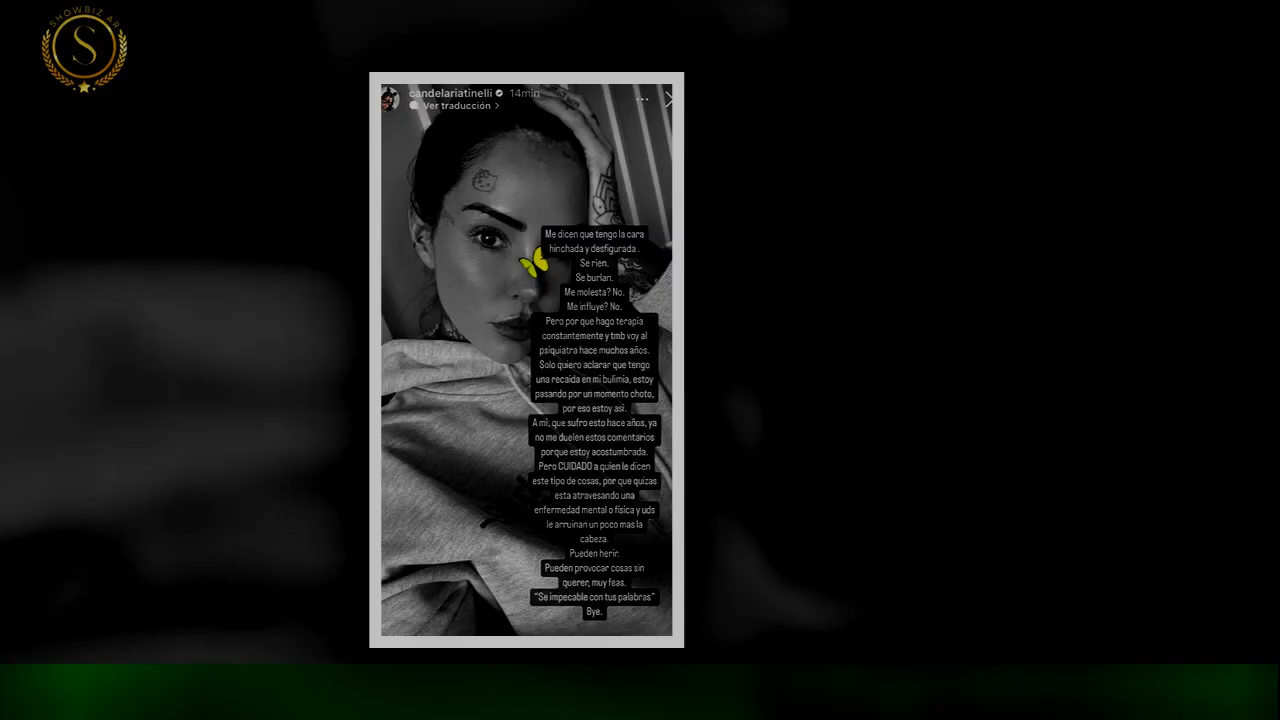 SHOWBIZ AR
S
candelariatinelli 14min
Ver traducción
Me dicen que tengo la cara
hinchada y desfigurada .
Se rien.
Se burlan.
Me molesta? No.
Me influye? No.
Pero por que hago terapia
constantemente y tmb voy al
psiquiatra hace muchos años.
Solo quiero aclarar que tengo
una recaida en mi bulimia, estoy
pasando por un momento choto,
por eso estoy asi.
A mi, que sufro esto hace años, ya
no me duelen estos comentarios
porque estoy acostumbrada.
Pero CUIDADO a quien le dicen
este tipo de cosas, por que quizas
esta atravesando una
enfermedad mental o fisica y uds
le arruinan un poco mas la
cabeza.
Pueden herir.
Pueden provocar cosas sin
querer, muy feas.
"Se impecable con tus palabras"
Bye.